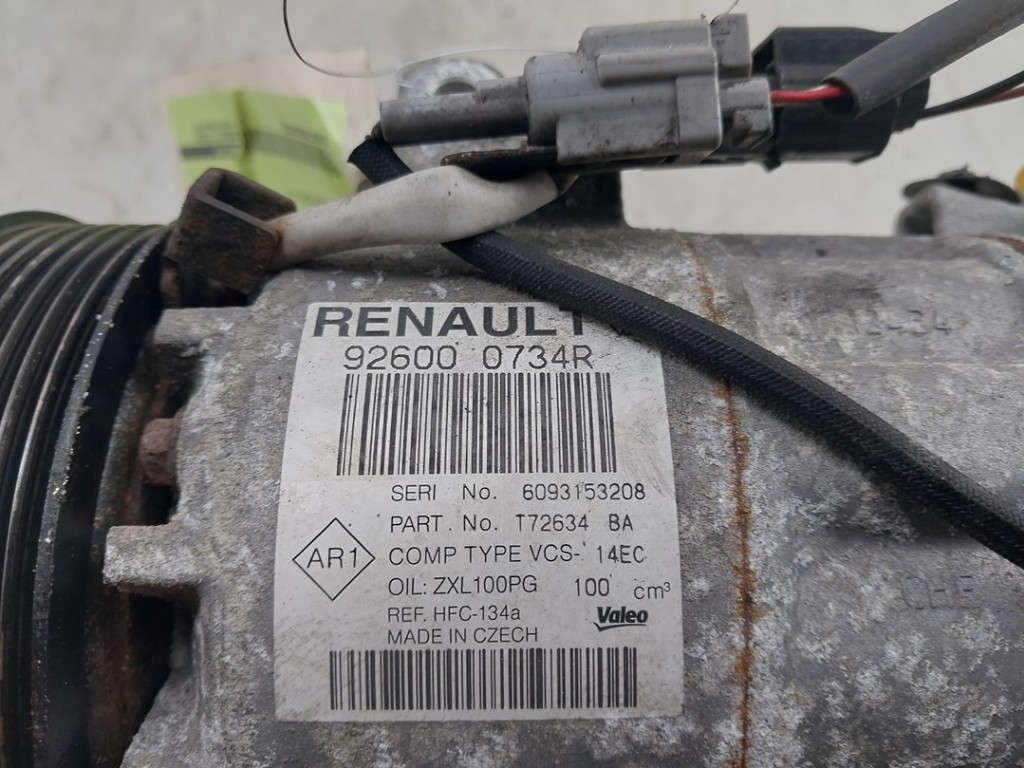 RENAULT
92600 0734R
SERI No. 6093153208
PART. No. T72634 BA
AR1
COMP TYPE VCS- 14EC
OIL: ZXL100PG 100 cm³
REF. HFC-134a
Valeo
MADE IN CZECH